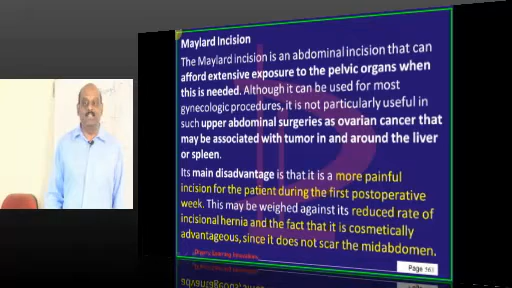 Maylard Incision
The Maylard incision is an abdominal incision that can
afford extensive exposure to the pelvic organs when
this is needed. Although it can be used for most
gynecologic procedures, it is not particularly useful in
such upper abdominal surgeries as ovarian cancer that
may be associated with tumor in and around the liver
or spleen.
Its main disadvantage is that it is a more painful
incision for the patient during the first postoperative
week. This may be weighed against its reduced rate of
incisional hernia and the fact that it is cosmetically
advantageous, since it does not scar the midabdomen.
Page